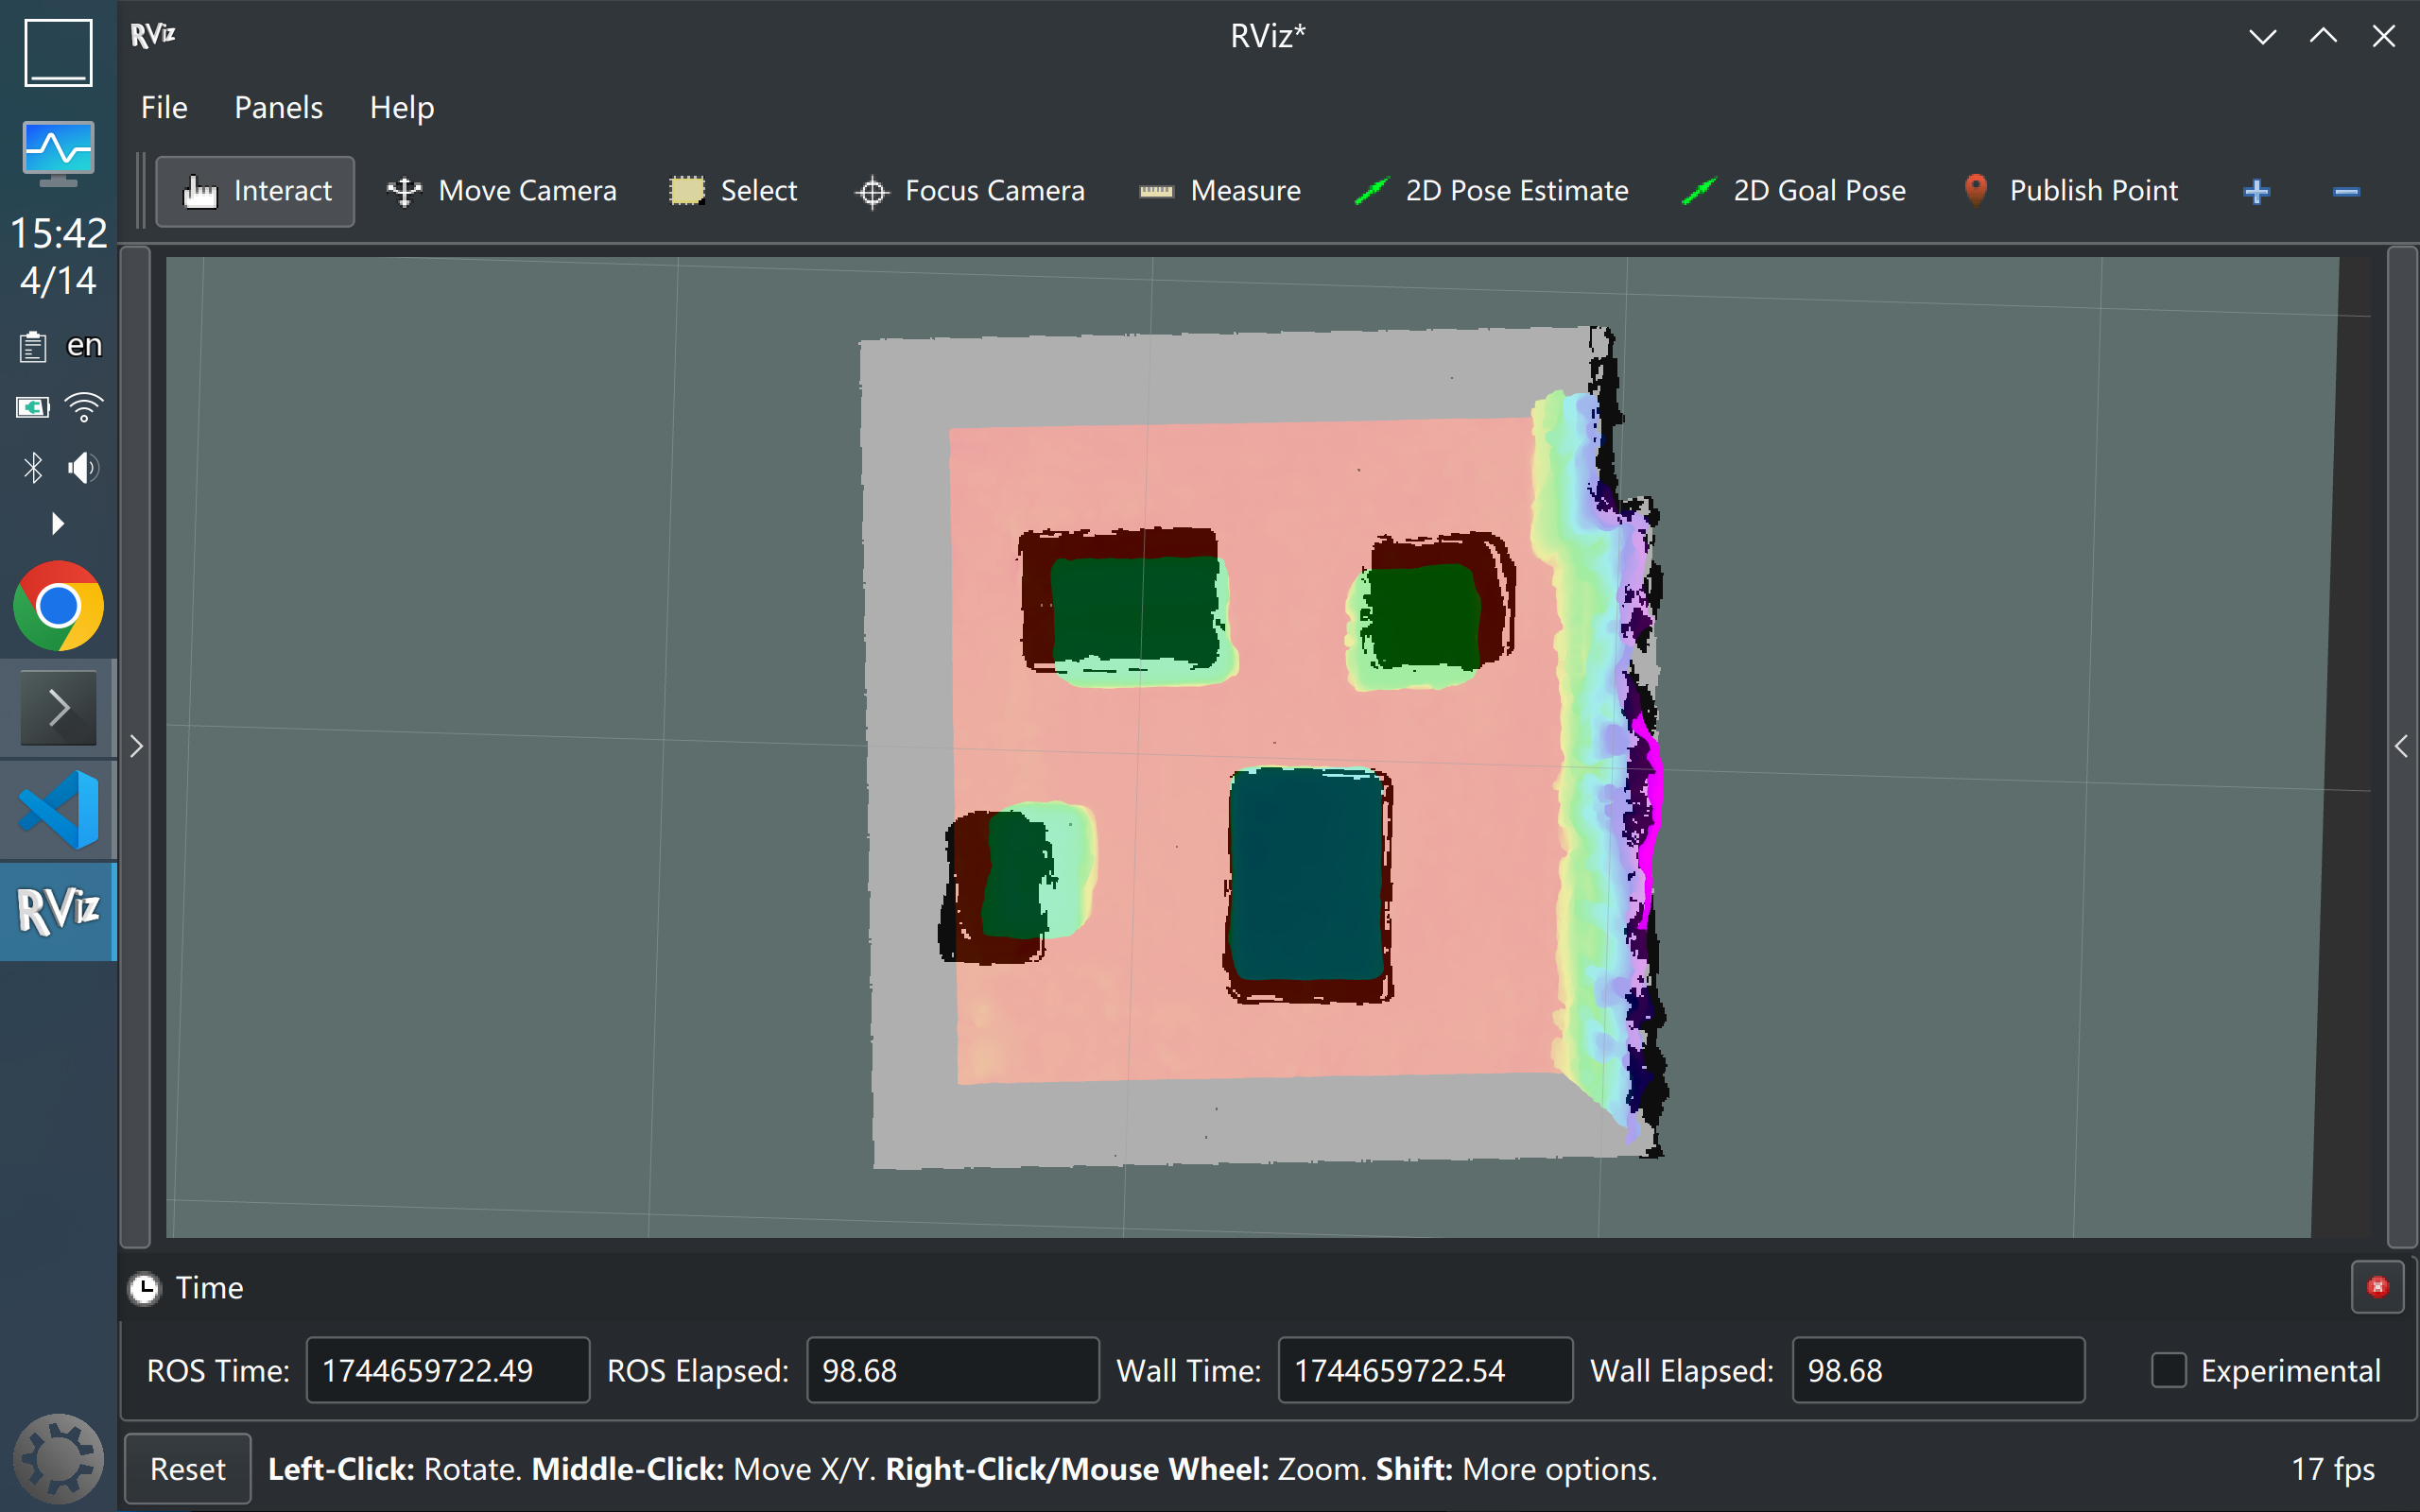 RViz
RViz*
File Panels Help
Interact Move Camera Select Focus Camera Measure 2D Pose Estimate 2D Goal Pose Publish Point
15:42
4/14
en
RViz
Time
ROS Time: 1744659722.49 ROS Elapsed: 98.68 Wall Time: 1744659722.54 Wall Elapsed: 98.68 Experimental
Reset Left-Click: Rotate. Middle-Click: Move X/Y. Right-Click/Mouse Wheel: Zoom. Shift: More options. 17 fps